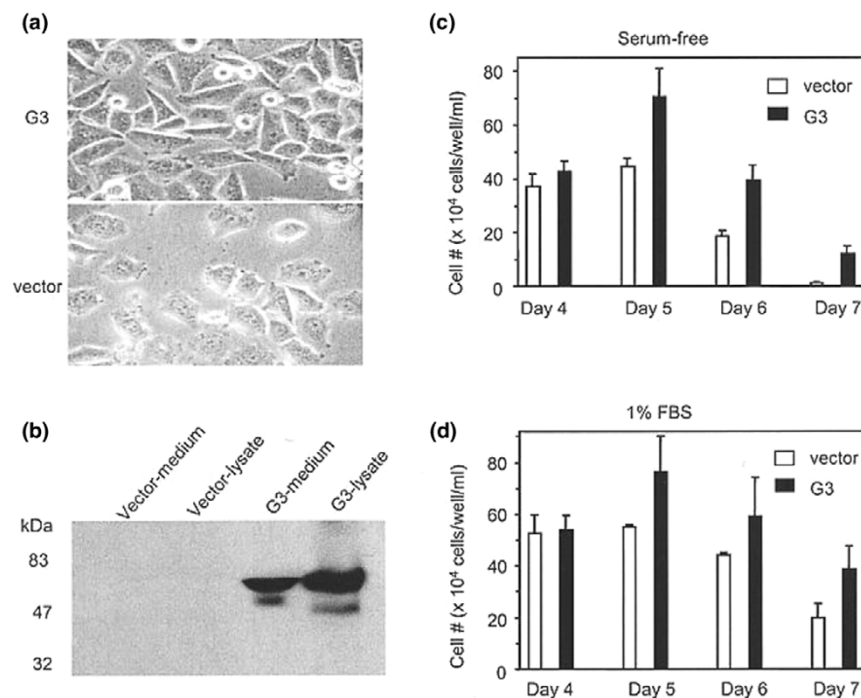 (a)
G3
vector
(b)
Vector-medium
Vector-lysate
G3-medium
G3-lysate
kDa
83
47
32
(c)
Serum-free
Cell # (x 10⁴ cells/well/ml)
80
60
40
20
0
vector
G3
Day 4
Day 5
Day 6
Day 7
(d)
1% FBS
Cell # (x 10⁴ cells/well/ml)
80
60
40
20
0
vector
G3
Day 4
Day 5
Day 6
Day 7